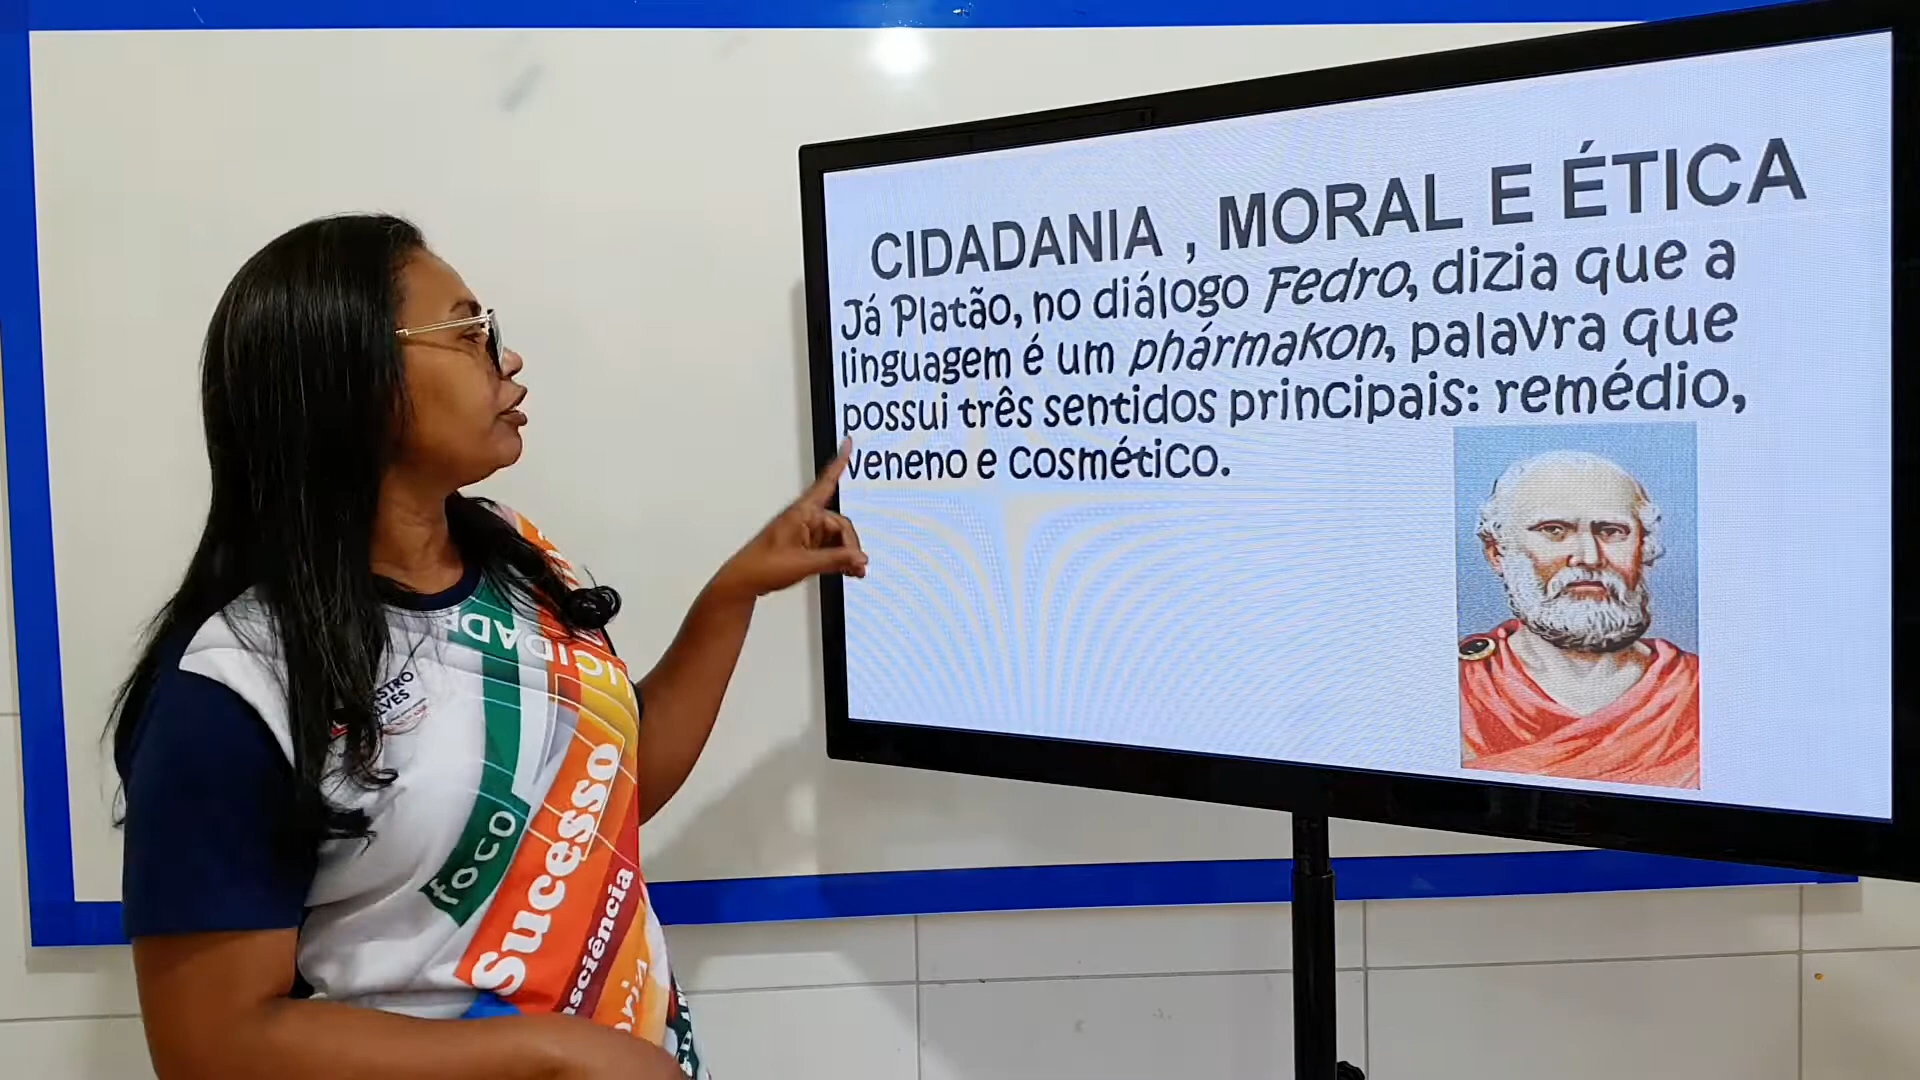 CIDADANIA , MORAL E ÉTICA
Já Platão, no diálogo Fedro, dizia que a
linguagem é um phármakon, palavra que
possui três sentidos principais: remédio,
veneno e cosmético.
foco
Sucesso